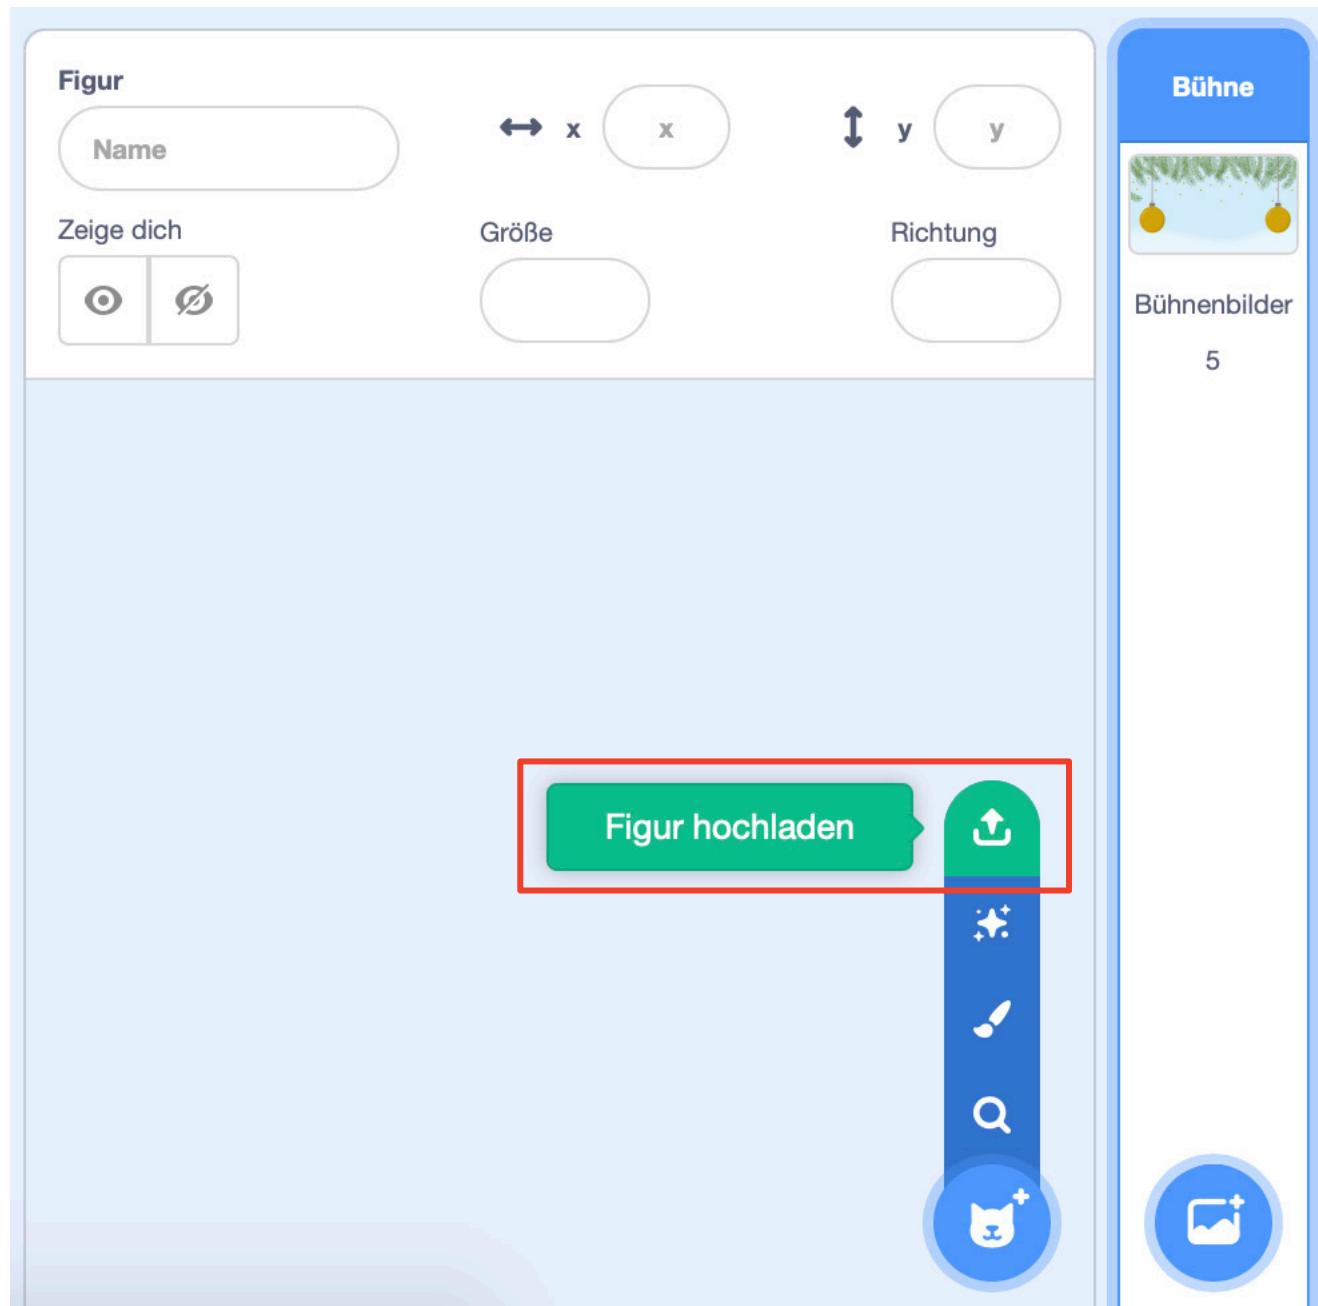 Figur
Name
x
x
y
y
Zeige dich
Größe
Richtung
Bühne
Bühnenbilder
5
Figur hochladen